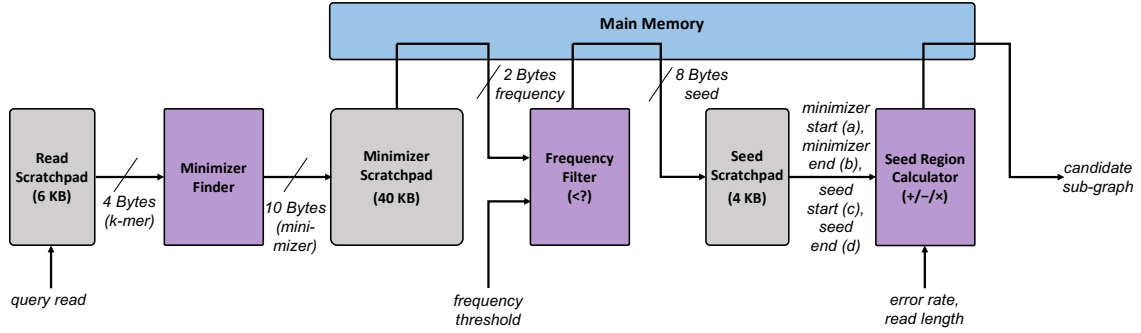 Main Memory
2 Bytes
frequency
8 Bytes
seed
Read
Scratchpad
(6 KB)
4 Bytes
(k-mer)
Minimizer
Finder
10 Bytes
(mini-
mizer)
Minimizer
Scratchpad
(40 KB)
Frequency
Filter
(<?)
Seed
Scratchpad
(4 KB)
minimizer
start (a),
minimizer
end (b),
seed
start (c),
seed
end (d)
Seed Region
Calculator
(+/−/×)
candidate
sub-graph
query read
frequency
threshold
error rate,
read length